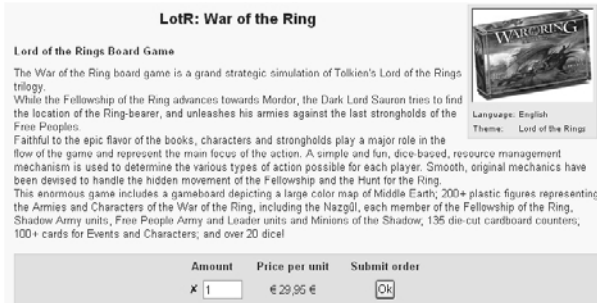 LotR: War of the Ring
Lord of the Rings Board Game
The War of the Ring board game is a grand strategic simulation of Tolkien's Lord of the Rings
trilogy.
While the Fellowship of the Ring advances towards Mordor, the Dark Lord Sauron tries to find
the location of the Ring-bearer, and unleashes his armies against the last strongholds of the
Free Peoples.
Faithful to the epic flavor of the books, characters and strongholds play a major role in the
flow of the game and represent the main focus of the action. A simple and fun, dice-based, resource management
mechanism is used to determine the various types of action possible for each player. Smooth, original mechanics have
been devised to handle the hidden movement of the Fellowship and the Hunt for the Ring.
This enormous game includes a gameboard depicting a large color map of Middle Earth; 200+ plastic figures representing
the Armies and Characters of the War of the Ring, including the Nazgûl, each member of the Fellowship of the Ring,
Shadow Army units, Free People Army and Leader units and Minions of the Shadow; 135 die-cut cardboard counters;
100+ cards for Events and Characters; and over 20 dice!
WAR OF THE RING
Language: English
Theme: Lord of the Rings
Amount Price per unit Submit order
✗ 1 € 29,95 € Ok